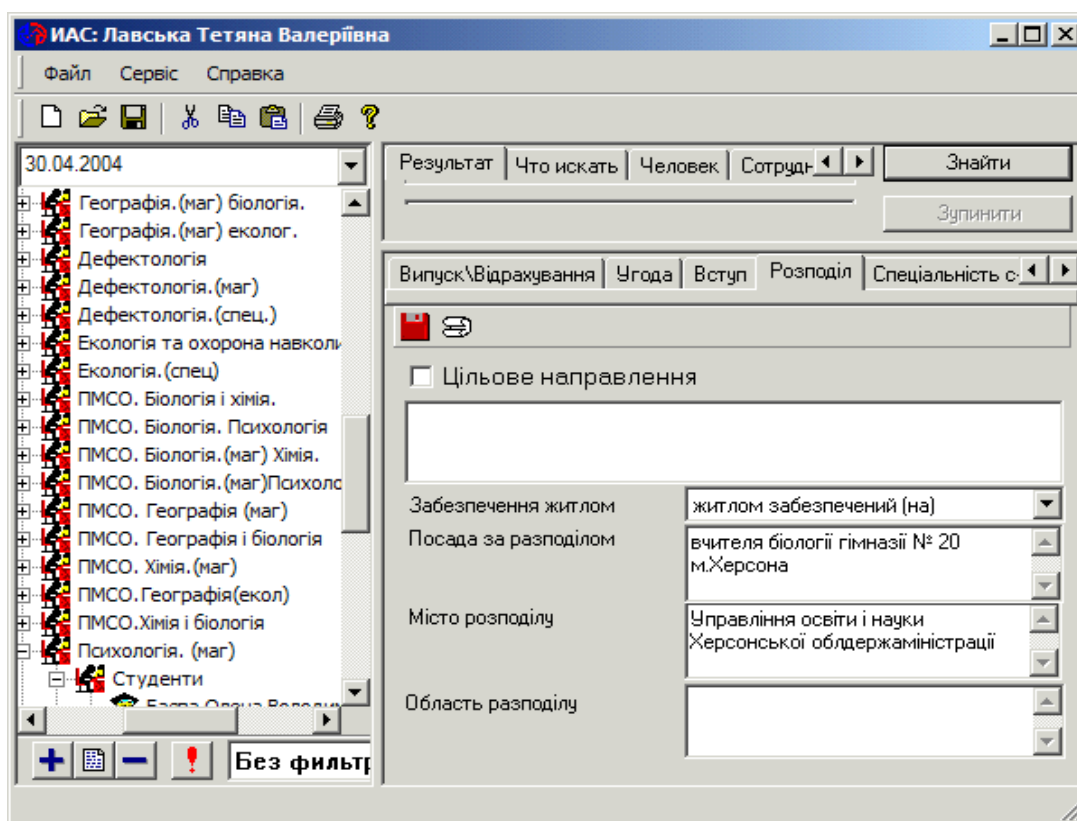 ИАС: Лавська Тетяна Валеріївна
Файл Сервіс Справка
30.04.2004
Географія.(маг) біологія.
Географія.(маг) еколог.
Дефектологія
Дефектологія.(маг)
Дефектологія.(спец.)
Екологія та охорона навколи
Екологія.(спец)
ПМСО. Біологія і хімія.
ПМСО. Біологія. Психологія
ПМСО. Біологія.(маг) Хімія.
ПМСО. Біологія.(маг)Психоло
ПМСО. Географія (маг)
ПМСО. Географія і біологія
ПМСО. Хімія.(маг)
ПМСО.Географія(екол)
ПМСО.Хімія і біологія
Психологія. (маг)
Студенти
Без фильтр
Результат Что искать Человек Сотрудн
Знайти
Зупинити
Випуск\Відрахування Угода Вступ Розподіл Спеціальність с
Цільове направлення
Забезпечення житлом житлом забезпечений (на)
Посада за разподілом вчителя біології гімназії № 20
м.Херсона
Місто розподілу Управління освіти і науки
Херсонської облдержаміністрації
Область разподілу